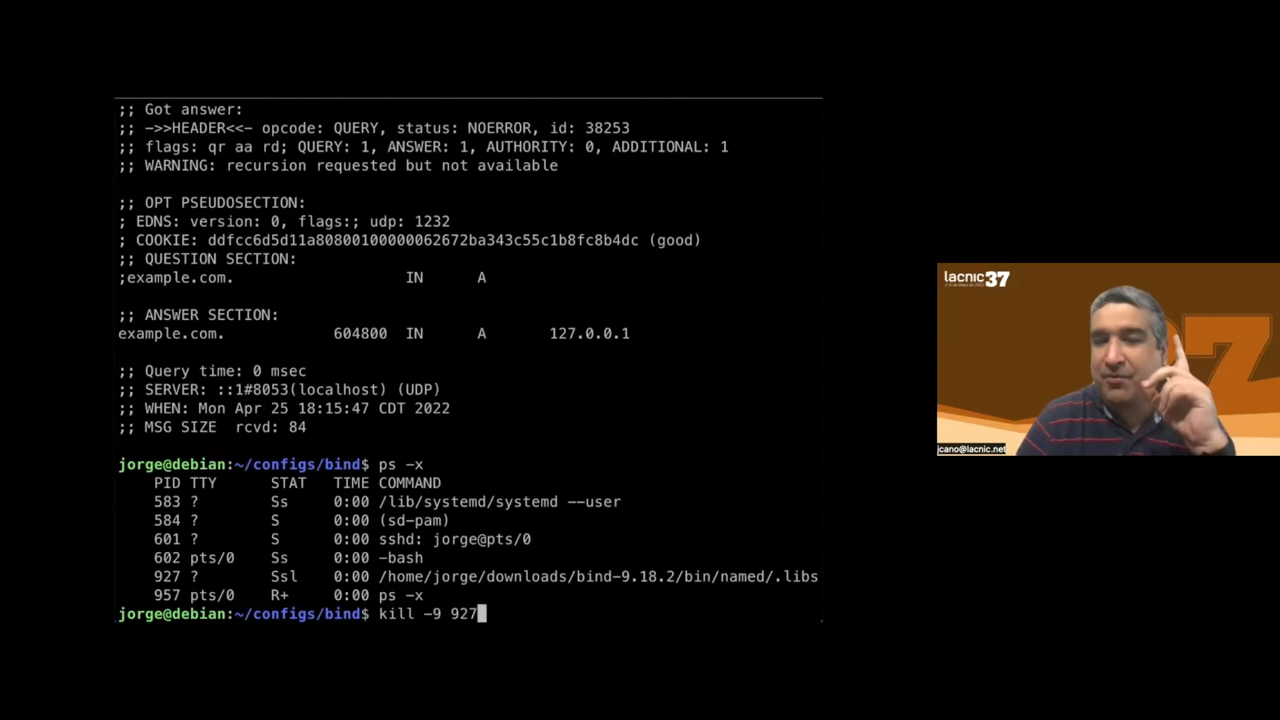 ;; Got answer:
;; ->>HEADER<<- opcode: QUERY, status: NOERROR, id: 38253
;; flags: qr aa rd; QUERY: 1, ANSWER: 1, AUTHORITY: 0, ADDITIONAL: 1
;; WARNING: recursion requested but not available
;; OPT PSEUDOSECTION:
; EDNS: version: 0, flags:; udp: 1232
; COOKIE: ddfcc6d5d11a80800100000062672ba343c55c1b8fc8b4dc (good)
;; QUESTION SECTION:
;example.com. IN A
;; ANSWER SECTION:
example.com. 604800 IN A 127.0.0.1
;; Query time: 0 msec
;; SERVER: ::1#8053(localhost) (UDP)
;; WHEN: Mon Apr 25 18:15:47 CDT 2022
;; MSG SIZE rcvd: 84
jorge@debian:~/configs/bind$ ps -x
PID TTY STAT TIME COMMAND
583 ? Ss 0:00 /lib/systemd/systemd --user
584 ? S 0:00 (sd-pam)
601 ? S 0:00 sshd: jorge@pts/0
602 pts/0 Ss 0:00 -bash
927 ? Ssl 0:00 /home/jorge/downloads/bind-9.18.2/bin/named/.libs
957 pts/0 R+ 0:00 ps -x
jorge@debian:~/configs/bind$ kill -9 927
lacnic37
jcano@lacnic.net